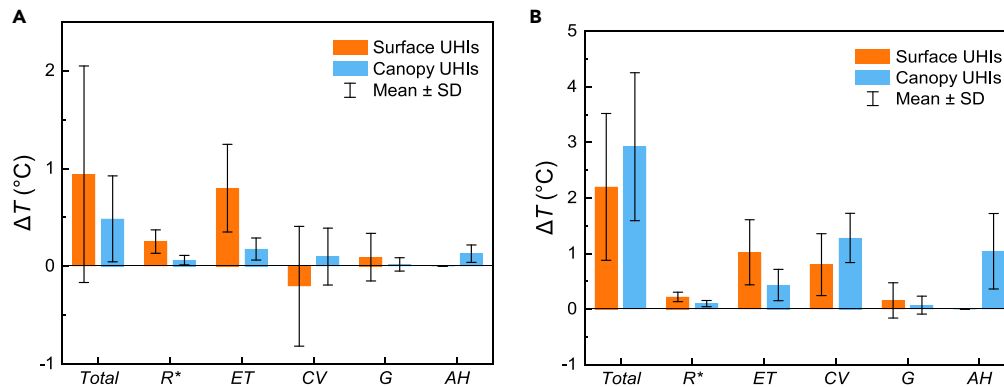 A
ΔT (°C)
2
1
0
-1
Surface UHIs
Canopy UHIs
Mean ± SD
Total R* ET CV G AH
B
ΔT (°C)
5
4
3
2
1
0
-1
Surface UHIs
Canopy UHIs
Mean ± SD
Total R* ET CV G AH